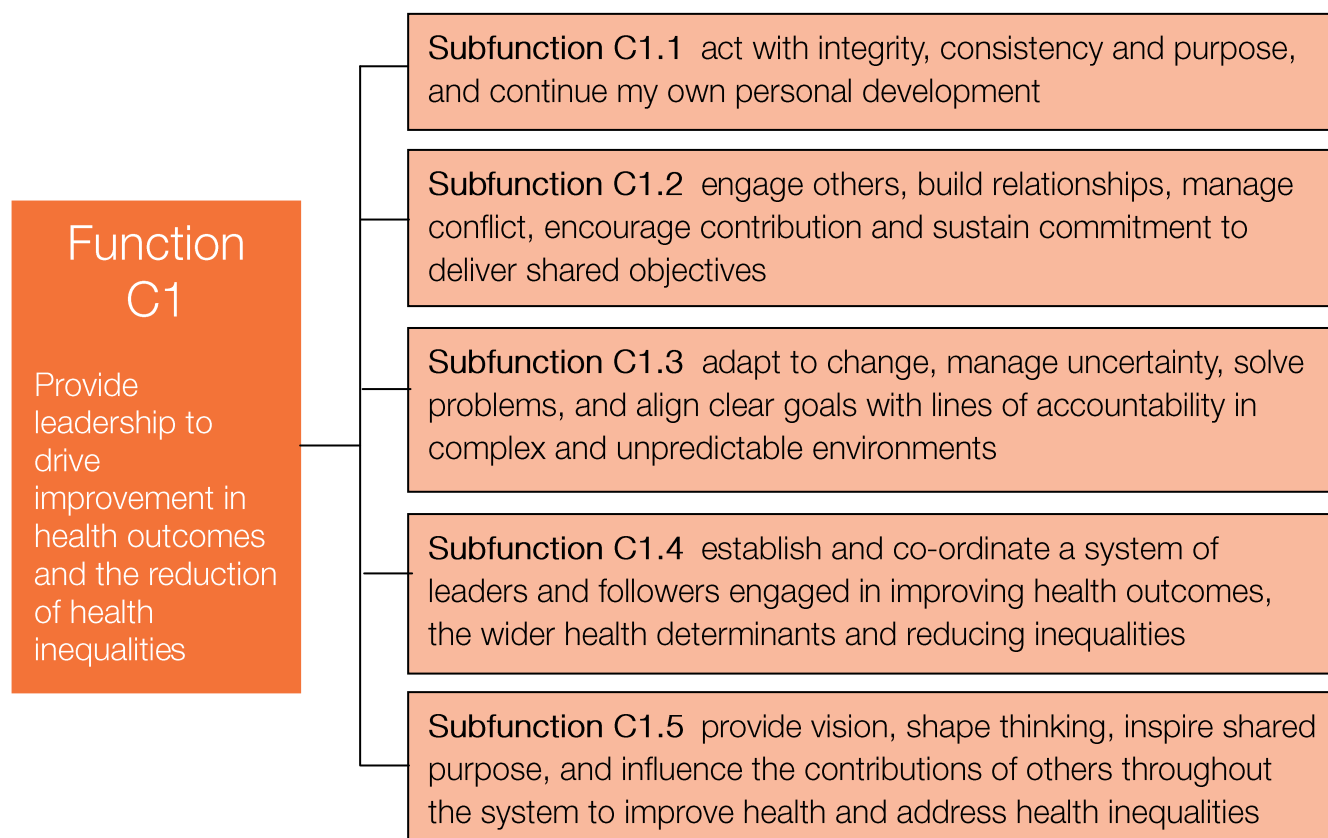 Function
C1
Provide
leadership to
drive
improvement in
health outcomes
and the reduction
of health
inequalities
Subfunction C1.1 act with integrity, consistency and purpose,
and continue my own personal development
Subfunction C1.2 engage others, build relationships, manage
conflict, encourage contribution and sustain commitment to
deliver shared objectives
Subfunction C1.3 adapt to change, manage uncertainty, solve
problems, and align clear goals with lines of accountability in
complex and unpredictable environments
Subfunction C1.4 establish and co-ordinate a system of
leaders and followers engaged in improving health outcomes,
the wider health determinants and reducing inequalities
Subfunction C1.5 provide vision, shape thinking, inspire shared
purpose, and influence the contributions of others throughout
the system to improve health and address health inequalities